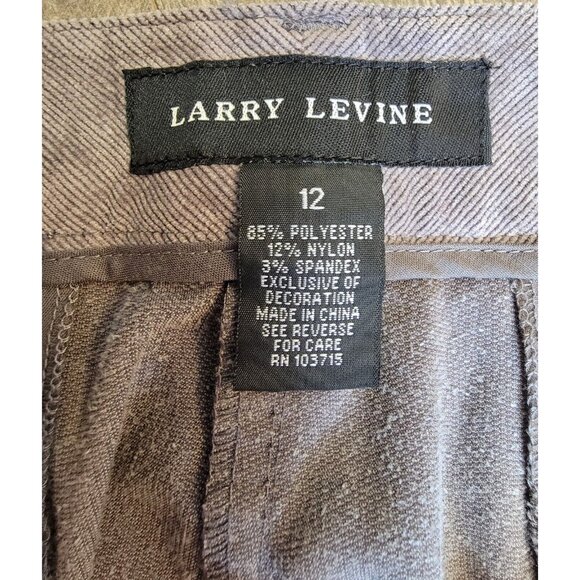 LARRY LEVINE
12
85% POLYESTER
12% NYLON
3% SPANDEX
EXCLUSIVE OF
DECORATION
MADE IN CHINA
SEE REVERSE
FOR CARE
RN 103715